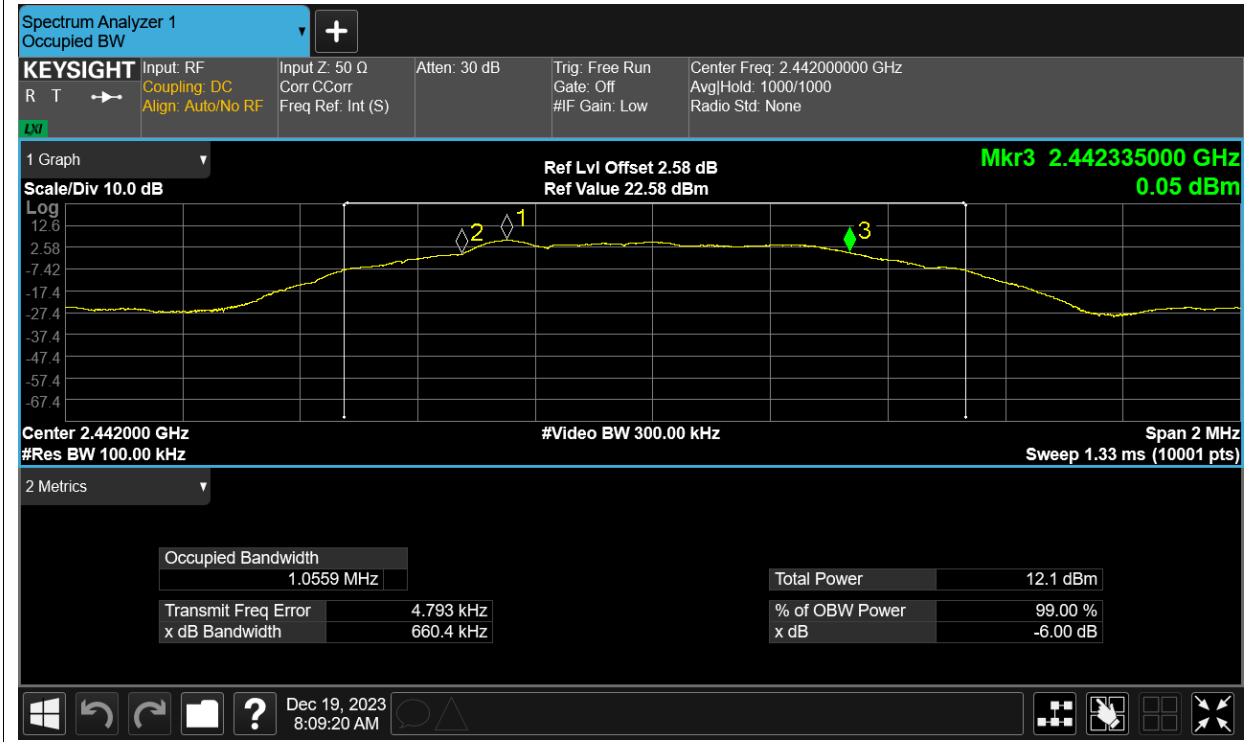 Spectrum Analyzer 1
Occupied BW
KEYSIGHT
R T
LXI
Input: RF
Coupling: DC
Align: Auto/No RF
Input Z: 50 Ω
Corr CCorr
Freq Ref: Int (S)
Atten: 30 dB
Trig: Free Run
Gate: Off
#IF Gain: Low
Center Freq: 2.442000000 GHz
Avg|Hold: 1000/1000
Radio Std: None
1 Graph
Scale/Div 10.0 dB
Ref Lvl Offset 2.58 dB
Ref Value 22.58 dBm
Mkr3 2.442335000 GHz
0.05 dBm
Log
12.6
2.58
-7.42
-17.4
-27.4
-37.4
-47.4
-57.4
-67.4
2
1
3
Center 2.442000 GHz
#Res BW 100.00 kHz
#Video BW 300.00 kHz
Span 2 MHz
Sweep 1.33 ms (10001 pts)
2 Metrics
Occupied Bandwidth
1.0559 MHz
Transmit Freq Error 4.793 kHz
x dB Bandwidth 660.4 kHz
Total Power 12.1 dBm
% of OBW Power 99.00 %
x dB -6.00 dB
?
Dec 19, 2023
8:09:20 AM